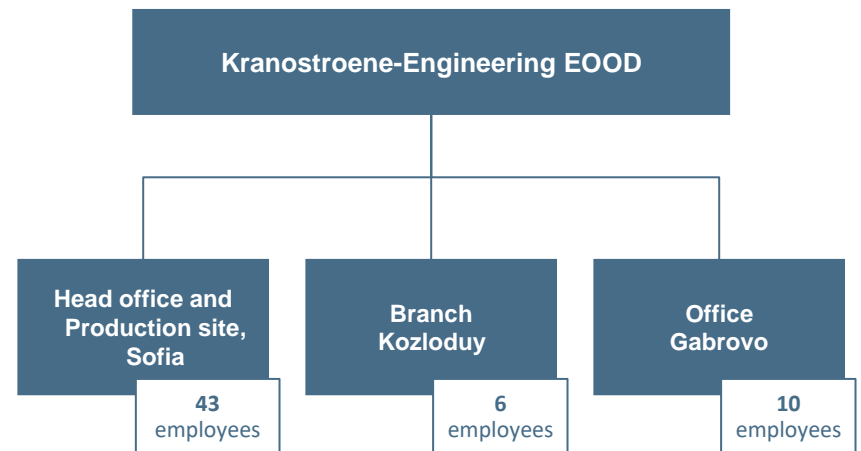 Kranostroene-Engineering EOOD
Head office and
Production site,
Sofia
43
employees
Branch
Kozloduy
6
employees
Office
Gabrovo
10
employees